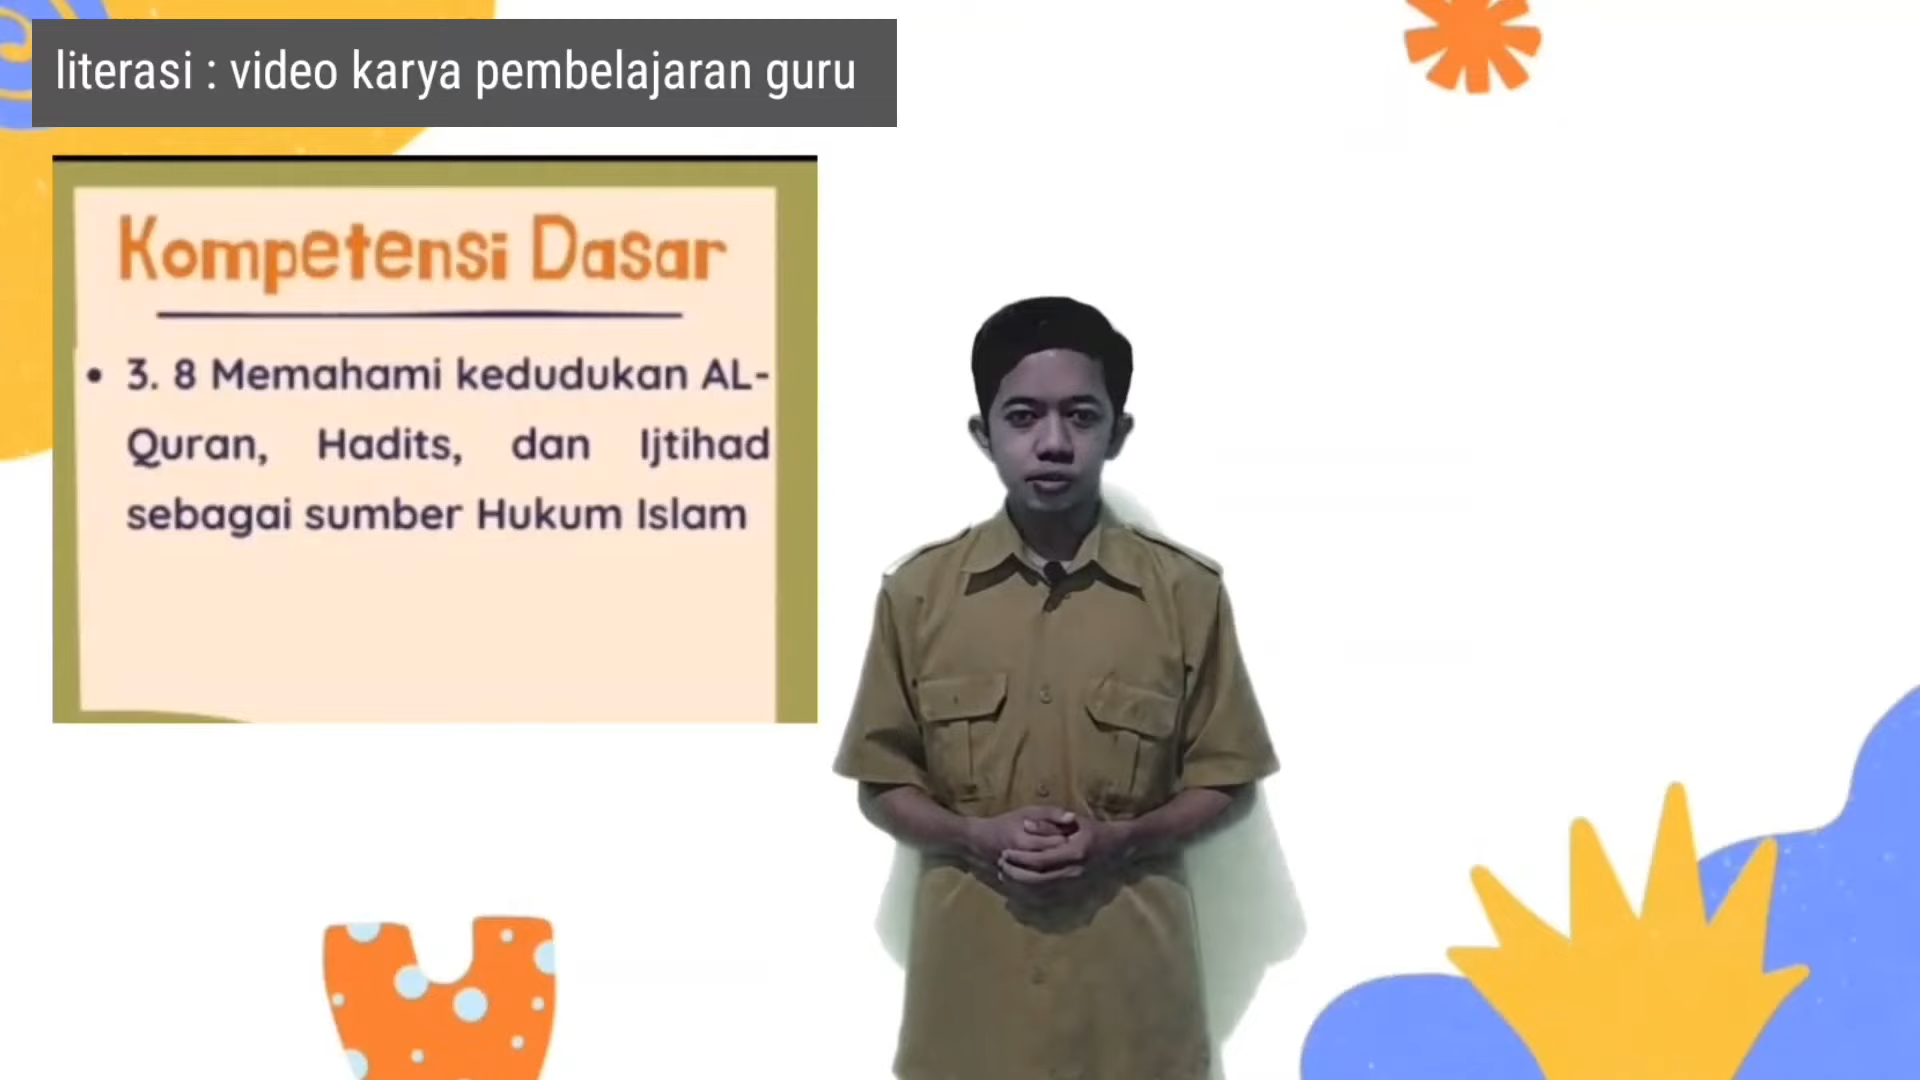 literasi : video karya pembelajaran guru
Kompetensi Dasar
• 3. 8 Memahami kedudukan AL-
Quran, Hadits, dan Ijtihad
sebagai sumber Hukum Islam